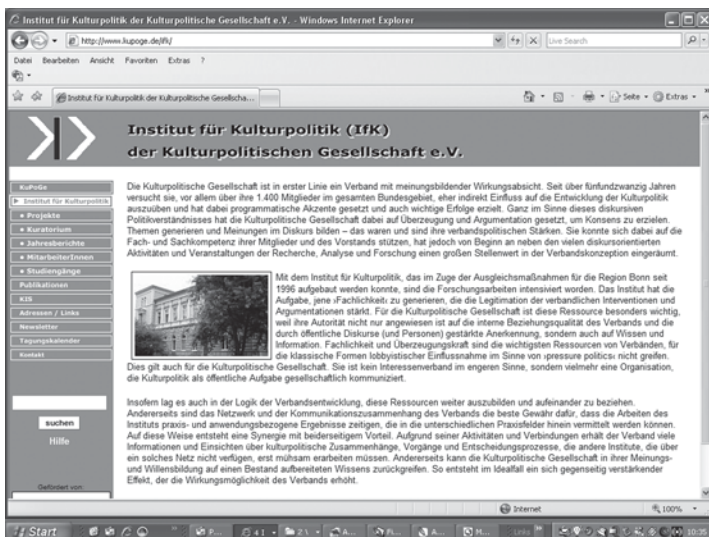 Institut für Kulturpolitik der Kulturpolitische Gesellschaft e.V. - Windows Internet Explorer
http://www.kupoge.de/ifk/
Live Search
Datei Bearbeiten Ansicht Favoriten Extras ?
Institut für Kulturpolitik der Kulturpolitische Gesellscha...
Seite
Extras
Institut für Kulturpolitik (IfK)
der Kulturpolitischen Gesellschaft e.V.
KuPoGe
Institut für Kulturpolitik
• Projekte
• Kuratorium
• Jahresberichte
• MitarbeiterInnen
• Studiengänge
Publikationen
KIS
Adressen / Links
Newsletter
Tagungskalender
Kontakt
suchen
Hilfe
Gefördert von:
Die Kulturpolitische Gesellschaft ist in erster Linie ein Verband mit meinungsbildender Wirkungsabsicht. Seit über fünfundzwanzig Jahren
versucht sie, vor allem über ihre 1.400 Mitglieder im gesamten Bundesgebiet, eher indirekt Einfluss auf die Entwicklung der Kulturpolitik
auszuüben und hat dabei programmatische Akzente gesetzt und auch wichtige Erfolge erzielt. Ganz im Sinne dieses diskursiven
Politikverständnisses hat die Kulturpolitische Gesellschaft dabei auf Überzeugung und Argumentation gesetzt, um Konsens zu erzielen.
Themen generieren und Meinungen im Diskurs bilden – das waren und sind ihre verbandspolitischen Stärken. Sie konnte sich dabei auf die
Fach- und Sachkompetenz ihrer Mitglieder und des Vorstands stützen, hat jedoch von Beginn an neben den vielen diskursorientierten
Aktivitäten und Veranstaltungen der Recherche, Analyse und Forschung einen großen Stellenwert in der Verbandskonzeption eingeräumt.
Mit dem Institut für Kulturpolitik, das im Zuge der Ausgleichsmaßnahmen für die Region Bonn seit
1996 aufgebaut werden konnte, sind die Forschungsarbeiten intensiviert worden. Das Institut hat die
Aufgabe, jene ›Fachlichkeit‹ zu generieren, die die Legitimation der verbandlichen Interventionen und
Argumentationen stärkt. Für die Kulturpolitische Gesellschaft ist diese Ressource besonders wichtig,
weil ihre Autorität nicht nur angewiesen ist auf die interne Beziehungsqualität des Verbands und die
durch öffentliche Diskurse (und Personen) gestärkte Anerkennung, sondern auch auf Wissen und
Information. Fachlichkeit und Überzeugungskraft sind die wichtigsten Ressourcen von Verbänden, für
die klassische Formen lobbyistischer Einflussnahme im Sinne von ›pressure politics‹ nicht greifen.
Dies gilt auch für die Kulturpolitische Gesellschaft. Sie ist kein Interessenverband im engeren Sinne, sondern vielmehr eine Organisation,
die Kulturpolitik als öffentliche Aufgabe gesellschaftlich kommuniziert.
Insofern lag es auch in der Logik der Verbandsentwicklung, diese Ressourcen weiter auszubilden und aufeinander zu beziehen.
Andererseits sind das Netzwerk und der Kommunikationszusammenhang des Verbands die beste Gewähr dafür, dass die Arbeiten des
Instituts praxis- und anwendungsbezogene Ergebnisse zeitigen, die in die unterschiedlichen Praxisfelder hinein vermittelt werden können.
Auf diese Weise entsteht eine Synergie mit beiderseitigem Vorteil. Aufgrund seiner Aktivitäten und Verbindungen erhält der Verband viele
Informationen und Einsichten über kulturpolitische Zusammenhänge, Vorgänge und Entscheidungsprozesse, die andere Institute, die über
ein solches Netz nicht verfügen, erst mühsam erarbeiten müssen. Andererseits kann die Kulturpolitische Gesellschaft in ihrer Meinungs-
und Willensbildung auf einen Bestand aufbereiteten Wissens zurückgreifen. So entsteht im Idealfall ein sich gegenseitig verstärkender
Effekt, der die Wirkungsmöglichkeit des Verbands erhöht.
Internet
100%
Start
Links
10:35